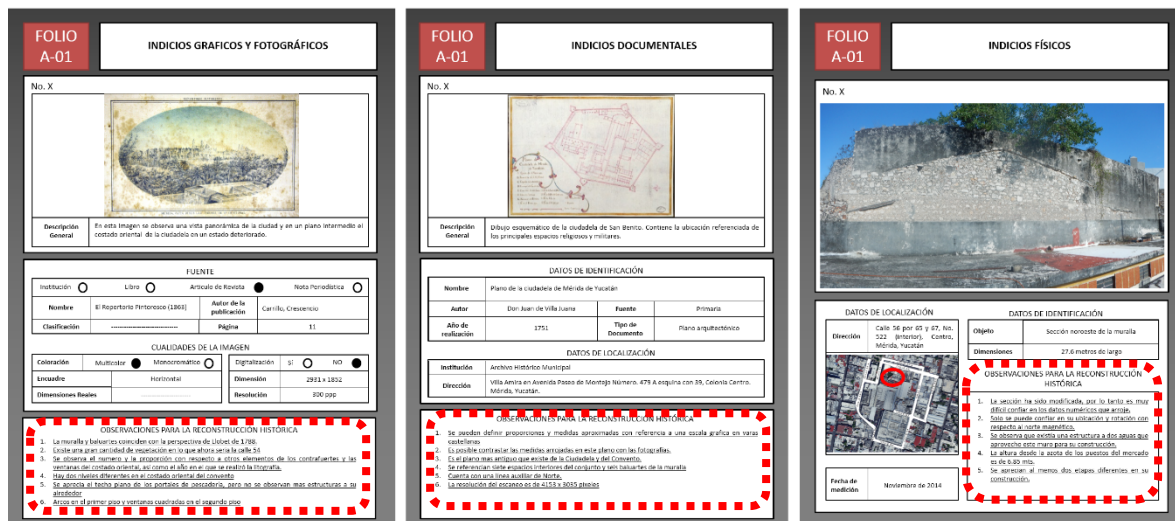 FOLIO
A-01
INDICIOS GRAFICOS Y FOTOGRÁFICOS
No. X
Descripción
General
En esta imagen se observa una vista panorámica de la ciudad y en un plano intermedio el
costado oriental de la ciudadela en un estado deteriorado.
FUENTE
Institución
Libro
Artículo de Revista
Nota Periodística
Nombre
El Repertorio Pintoresco (1863)
Autor de la
publicación
Carrillo, Crescencio
Clasificación
Página
11
CUALIDADES DE LA IMAGEN
Coloración
Multicolor
Monocromático
Digitalización
SÍ
NO
Encuadre
Horizontal
Dimensión
2931 x 1852
Dimensiones Reales
Resolución
300 ppp
OBSERVACIONES PARA LA RECONSTRUCCIÓN HISTÓRICA
1. La muralla y baluartes coinciden con la perspectiva de Llobet de 1788.
2. Existe una gran cantidad de vegetación en lo que ahora sería la calle 54
3. Se observa el numero y la proporción con respecto a otros elementos de los contrafuertes y las
ventanas del costado oriental, así como el año en el que se realizó la litografía.
4. Hay dos niveles diferentes en el costado oriental del convento
5. Se aprecia el techo plano de los portales de pescadería, pero no se observan mas estructuras a su
alrededor
6. Arcos en el primer piso y ventanas cuadradas en el segundo piso
FOLIO
A-01
INDICIOS DOCUMENTALES
No. X
Descripción
General
Dibujo esquemático de la ciudadela de San Benito. Contiene la ubicación referenciada de
los principales espacios religiosos y militares.
DATOS DE IDENTIFICACIÓN
Nombre
Plano de la ciudadela de Mérida de Yucatán
Autor
Don Juan de Villa Juana
Fuente
Primaria
Año de
realización
1751
Tipo de
Documento
Plano arquitectónico
DATOS DE LOCALIZACIÓN
Institución
Archivo Histórico Municipal
Dirección
Villa Amira en Avenida Paseo de Montejo Número. 479 A esquina con 39, Colonia Centro.
Mérida, Yucatán.
OBSERVACIONES PARA LA RECONSTRUCCIÓN HISTÓRICA
1. Se pueden definir proporciones y medidas aproximadas con referencia a una escala grafica en varas
castellanas
2. Es posible contrastar las medidas arrojadas en este plano con las fotografías.
3. Es el plano mas antiguo que existe de la Ciudadela y del Convento.
4. Se referencian siete espacios interiores del conjunto y seis baluartes de la muralla
5. Cuenta con una línea auxiliar de Norte.
6. La resolución del escaneo es de 4153 x 3035 pixeles
FOLIO
A-01
INDICIOS FÍSICOS
No. X
DATOS DE LOCALIZACIÓN
Dirección
Calle 56 por 65 y 67, No.
522 (interior), Centro,
Mérida, Yucatán
Fecha de
medición
Noviembre de 2014
DATOS DE IDENTIFICACIÓN
Objeto
Sección noroeste de la muralla
Dimensiones
27.6 metros de largo
OBSERVACIONES PARA LA RECONSTRUCCIÓN
HISTÓRICA
1. La sección ha sido modificada, por lo tanto es muy
difícil confiar en los datos numéricos que arroje.
2. Solo se puede confiar en su ubicación y rotación con
respecto al norte magnético.
3. Se observa que existía una estructura a dos aguas que
aprovecho este muro para su construcción.
4. La altura desde la azotea de los puestos del mercado
es de 6.85 mts.
5. Se aprecian al menos dos etapas diferentes en su
construcción.